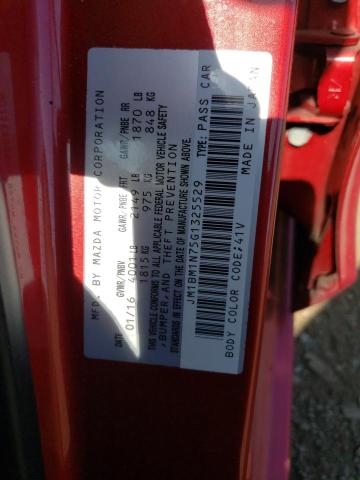 MFD. BY MAZDA MOTOR CORPORATION
GVWR/PNBV GAWR/PNBE FRT GAWR/PNBE RR
01/16 4001 LB 2149 LB 1870 LB
1815 KG 975 KG 848 KG
THIS VEHICLE CONFORMS TO ALL APPLICABLE FEDERAL MOTOR VEHICLE SAFETY
, BUMPER, AND THEFT PREVENTION
STANDARDS IN EFFECT ON THE DATE OF MANUFACTURE SHOWN ABOVE.
JM1BM1N75G1325529 TYPE: PASS CAR
BODY COLOR CODE:41V MADE IN JAPAN